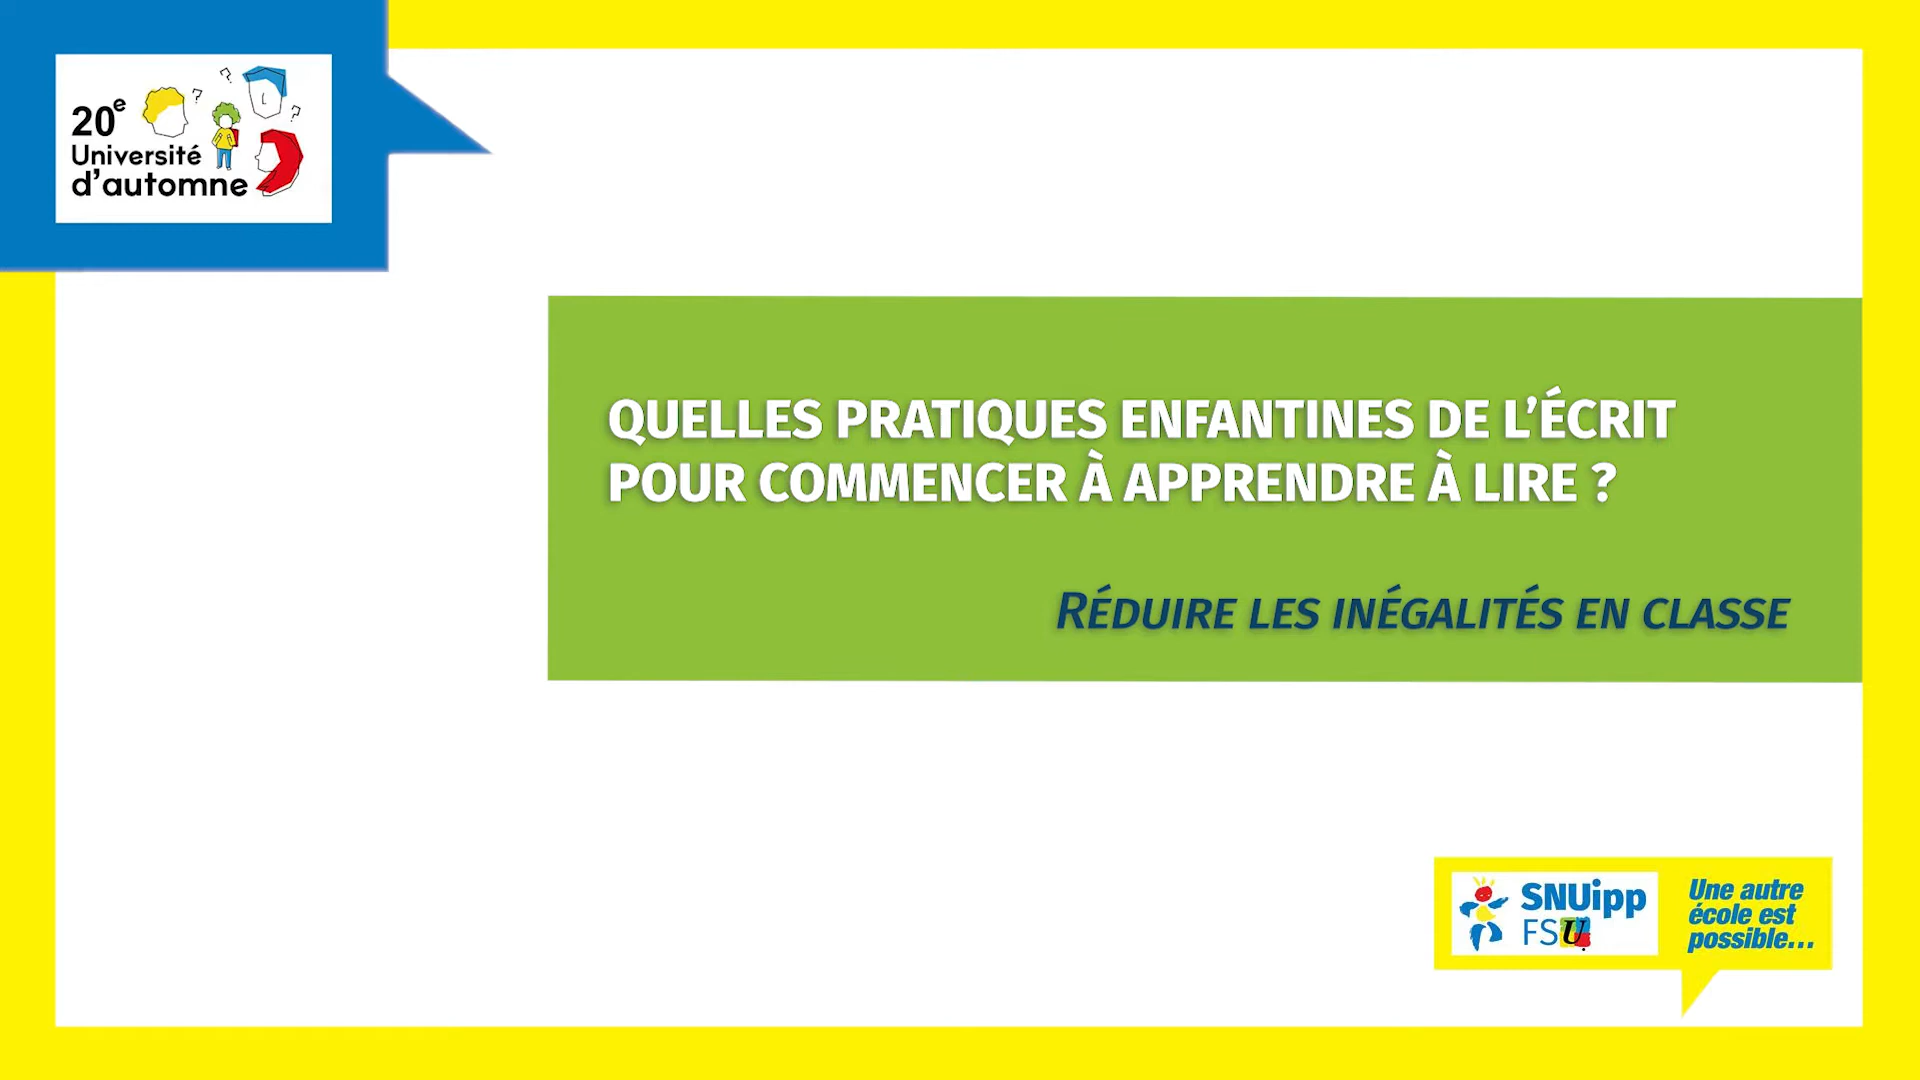 20e
Université
d’automne
QUELLES PRATIQUES ENFANTINES DE L’ÉCRIT
POUR COMMENCER À APPRENDRE À LIRE ?
RÉDUIRE LES INÉGALITÉS EN CLASSE
SNUipp
FSU
Une autre
école est
possible...